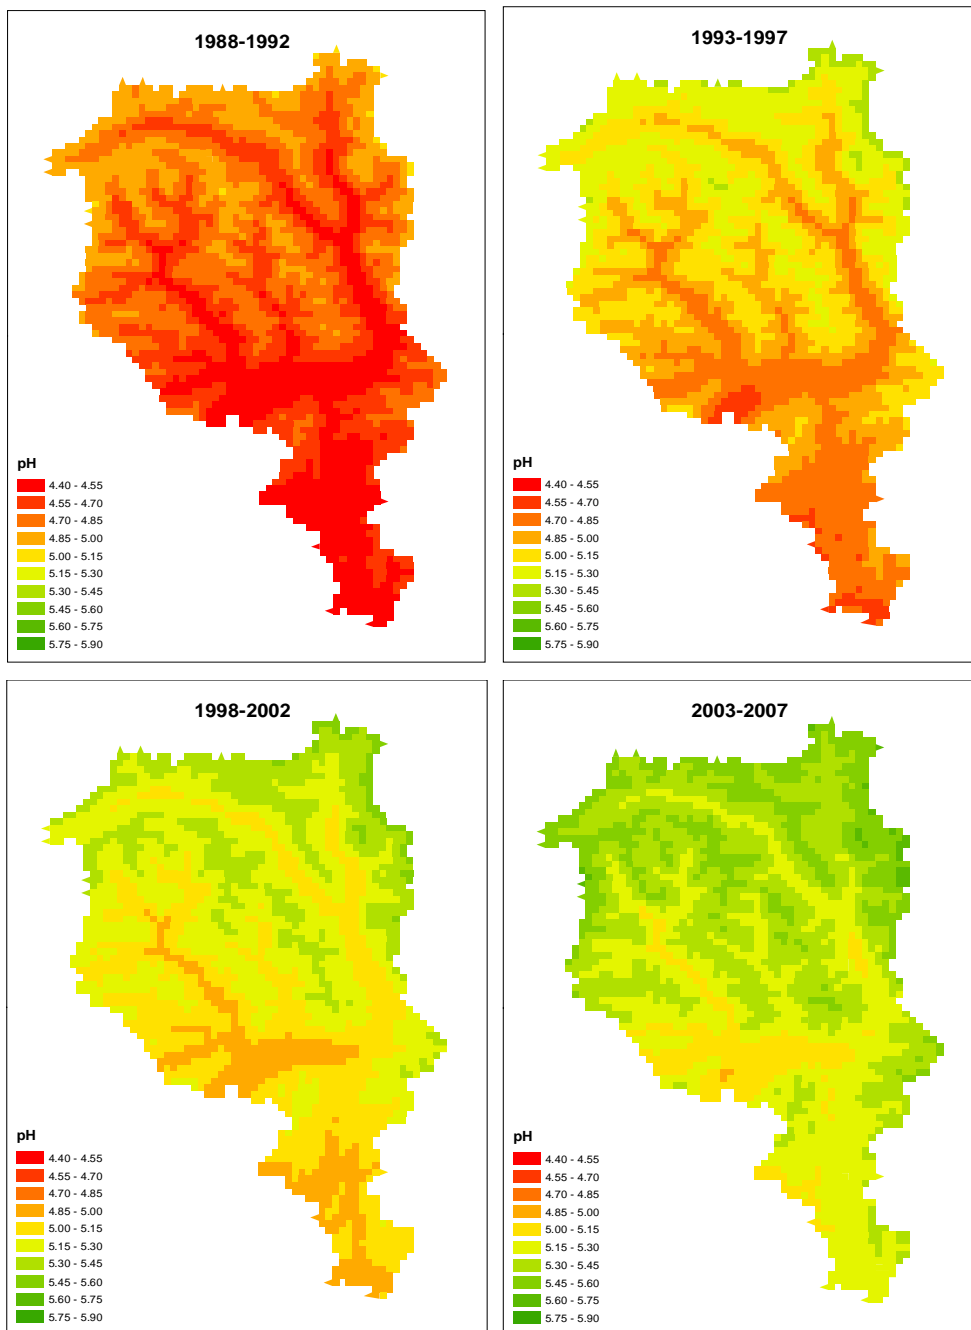 1988-1992
pH
4.40 - 4.55
4.55 - 4.70
4.70 - 4.85
4.85 - 5.00
5.00 - 5.15
5.15 - 5.30
5.30 - 5.45
5.45 - 5.60
5.60 - 5.75
5.75 - 5.90
1993-1997
pH
4.40 - 4.55
4.55 - 4.70
4.70 - 4.85
4.85 - 5.00
5.00 - 5.15
5.15 - 5.30
5.30 - 5.45
5.45 - 5.60
5.60 - 5.75
5.75 - 5.90
1998-2002
pH
4.40 - 4.55
4.55 - 4.70
4.70 - 4.85
4.85 - 5.00
5.00 - 5.15
5.15 - 5.30
5.30 - 5.45
5.45 - 5.60
5.60 - 5.75
5.75 - 5.90
2003-2007
pH
4.40 - 4.55
4.55 - 4.70
4.70 - 4.85
4.85 - 5.00
5.00 - 5.15
5.15 - 5.30
5.30 - 5.45
5.45 - 5.60
5.60 - 5.75
5.75 - 5.90